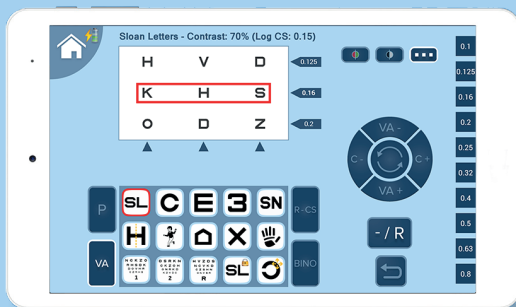 Sloan Letters - Contrast: 70% (Log CS: 0.15)
H V D 0.125
K H S 0.16
O D Z 0.2
0.1
0.125
0.16
0.2
0.25
0.32
0.4
0.5
0.63
0.8
VA -
C- C+
VA +
- / R
P
SL C E 3 SN
R-CS
H X
VA
1 2 R SL C
BINO